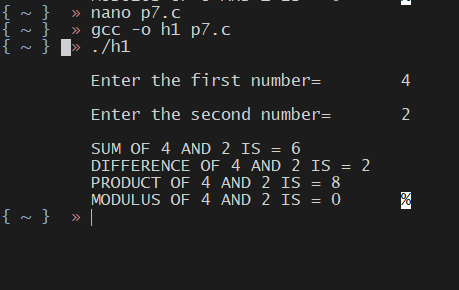 { ~ } » nano p7.c
{ ~ } » gcc -o h1 p7.c
{ ~ } » ./h1
Enter the first number= 4
Enter the second number= 2
SUM OF 4 AND 2 IS = 6
DIFFERENCE OF 4 AND 2 IS = 2
PRODUCT OF 4 AND 2 IS = 8
MODULUS OF 4 AND 2 IS = 0 %
{ ~ } »